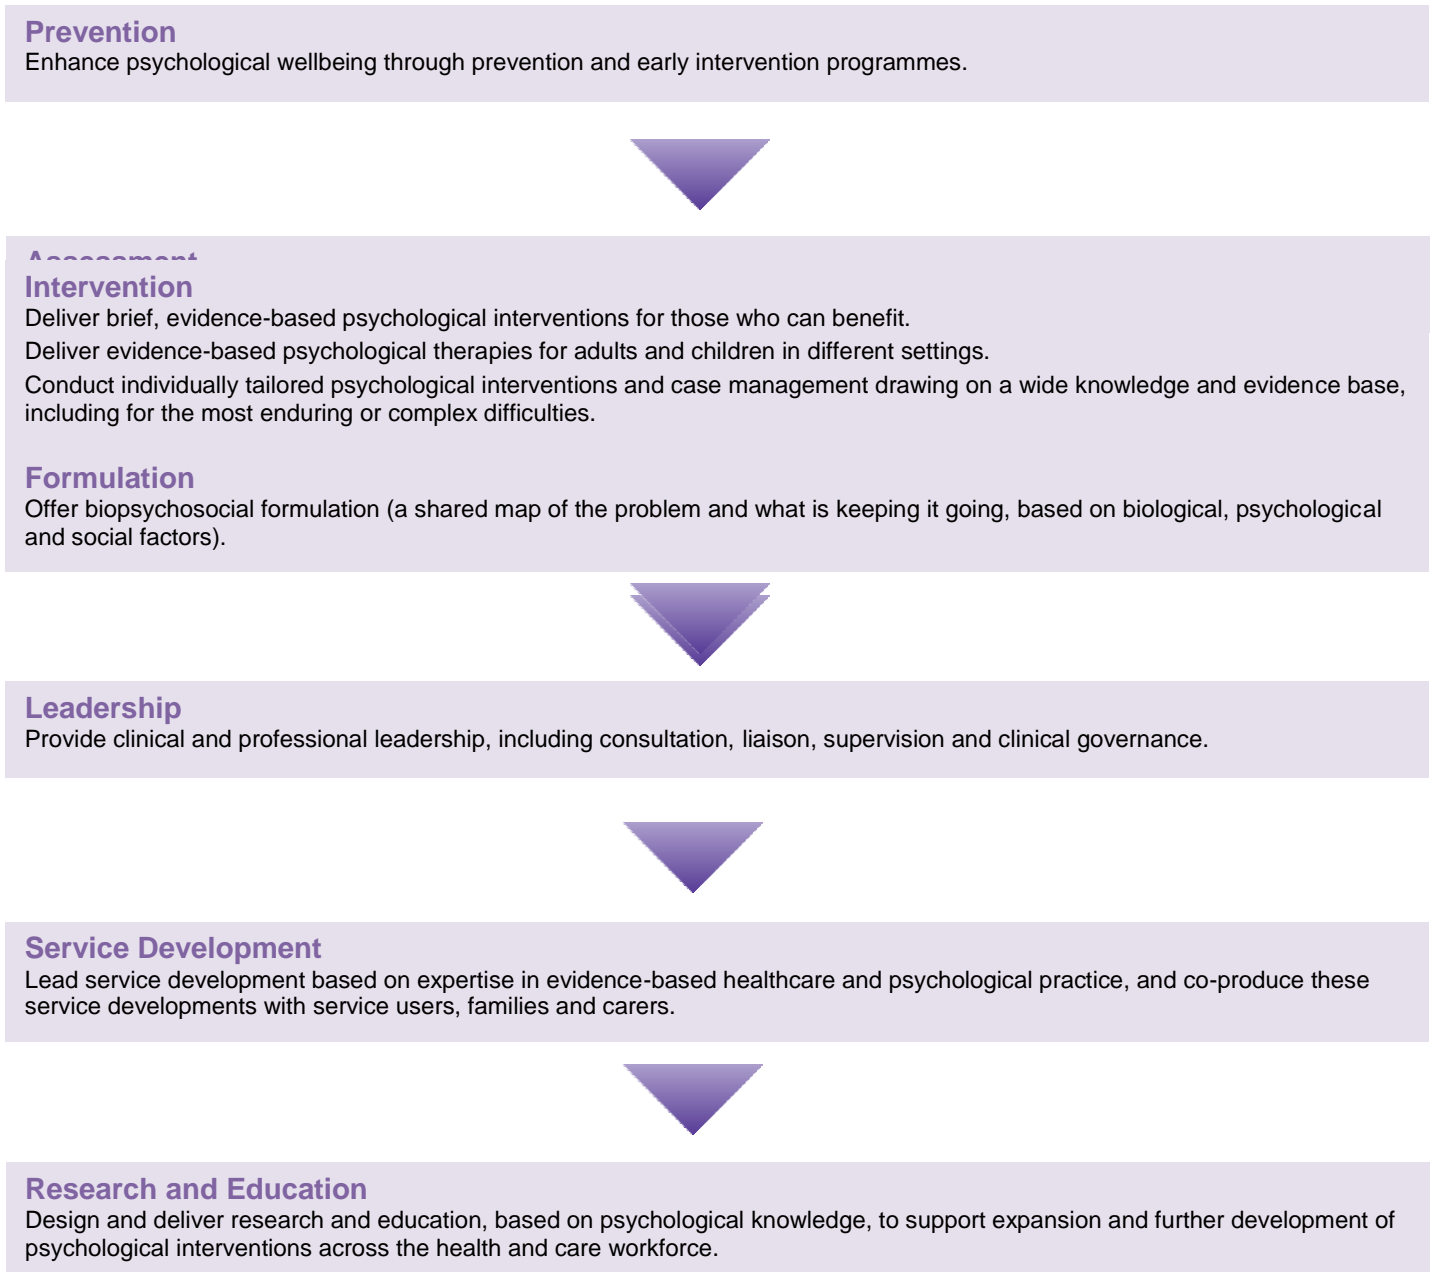 Prevention
Enhance psychological wellbeing through prevention and early intervention programmes.
Assessment
Intervention
Deliver brief, evidence-based psychological interventions for those who can benefit.
Deliver evidence-based psychological therapies for adults and children in different settings.
Conduct individually tailored psychological interventions and case management drawing on a wide knowledge and evidence base,
including for the most enduring or complex difficulties.
Formulation
Offer biopsychosocial formulation (a shared map of the problem and what is keeping it going, based on biological, psychological
and social factors).
Leadership
Provide clinical and professional leadership, including consultation, liaison, supervision and clinical governance.
Service Development
Lead service development based on expertise in evidence-based healthcare and psychological practice, and co-produce these
service developments with service users, families and carers.
Research and Education
Design and deliver research and education, based on psychological knowledge, to support expansion and further development of
psychological interventions across the health and care workforce.